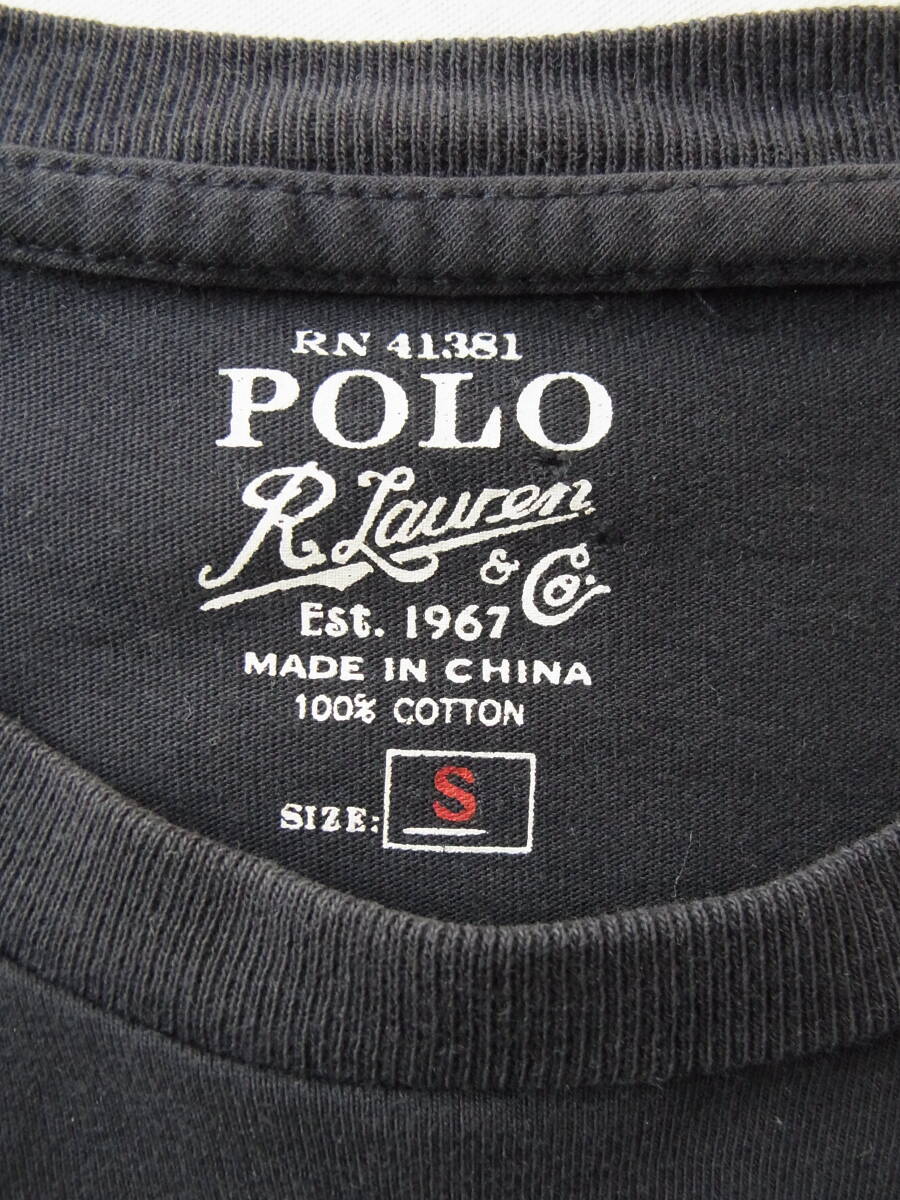 RN 41381
POLO
R Lauren
& Co.
Est. 1967
MADE IN CHINA
100% COTTON
SIZE: S